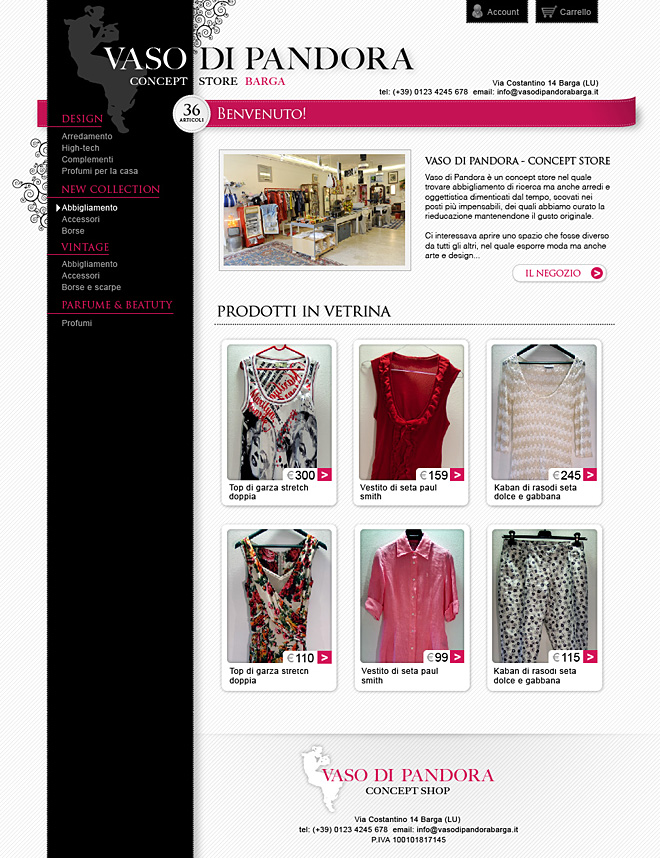 Account
Carrello
VASO DI PANDORA
CONCEPT STORE BARGA
Via Costantino 14 Barga (LU)
tel: (+39) 0123 4245 678 email: info@vasodipandorabarga.it
36
ARTICOLI
BENVENUTO!
DESIGN
Arredamento
High-tech
Complementi
Profumi per la casa
NEW COLLECTION
Abbigliamento
Accessori
Borse
VINTAGE
Abbigliamento
Accessori
Borse e scarpe
PARFUME & BEATUTY
Profumi
VASO DI PANDORA - CONCEPT STORE
Vaso di Pandora è un concept store nel quale
trovare abbigliamento di ricerca ma anche arredi e
oggettistica dimenticati dal tempo, scovati nei
posti più impensabili, dei quali abbiamo curato la
rieducazione mantenendone il gusto originale.
Ci interessava aprire uno spazio che fosse diverso
da tutti gli altri, nel quale esporre moda ma anche
arte e design...
IL NEGOZIO >
PRODOTTI IN VETRINA
€300 >
Top di garza stretch
doppia
€159 >
Vestito di seta paul
smith
€245 >
Kaban di rasodi seta
dolce e gabbana
€110 >
Top di garza stretch
doppia
€99 >
Vestito di seta paul
smith
€115 >
Kaban di rasodi seta
dolce e gabbana
VASO DI PANDORA
CONCEPT SHOP
Via Costantino 14 Barga (LU)
tel: (+39) 0123 4245 678 email: info@vasodipandorabarga.it
P.IVA 100101817145